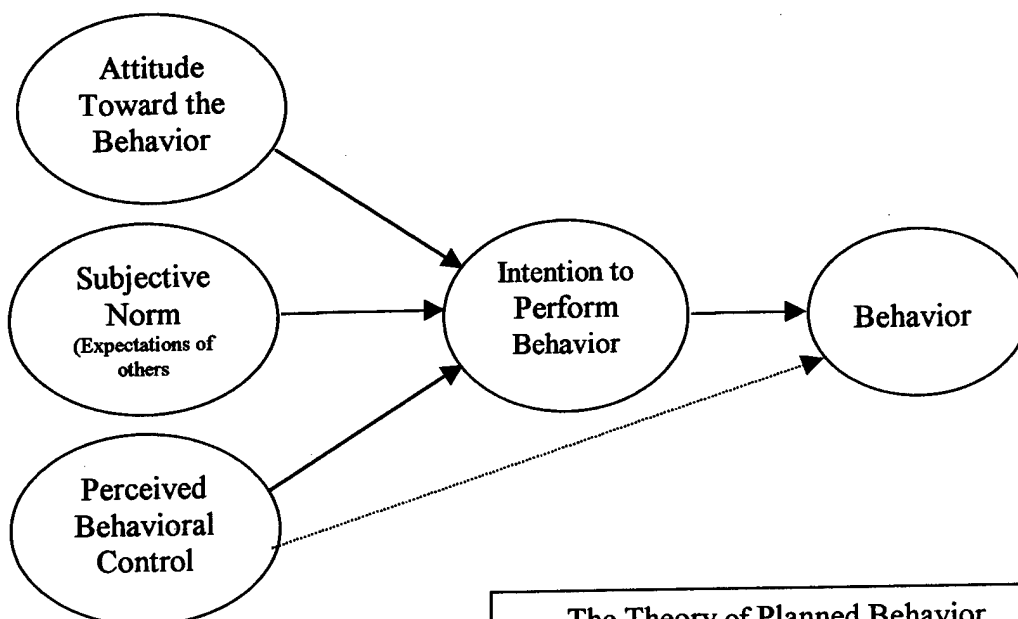 Attitude
Toward the
Behavior
Subjective
Norm
(Expectations of
others
Perceived
Behavioral
Control
Intention to
Perform
Behavior
Behavior
The Theory of Planned Behavior